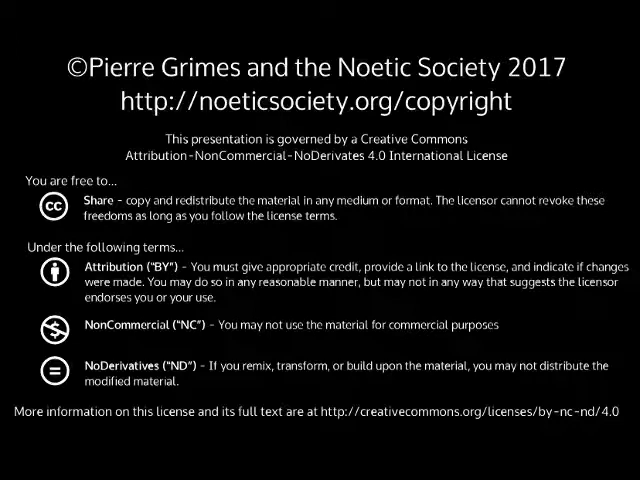 ©Pierre Grimes and the Noetic Society 2017
http://noeticsociety.org/copyright
This presentation is governed by a Creative Commons
Attribution-NonCommercial-NoDerivates 4.0 International License
You are free to...
cc
Share - copy and redistribute the material in any medium or format. The licensor cannot revoke these
freedoms as long as you follow the license terms.
Under the following terms...
Attribution ("BY") - You must give appropriate credit, provide a link to the license, and indicate if changes
were made. You may do so in any reasonable manner, but may not in any way that suggests the licensor
endorses you or your use.
NonCommercial ("NC") - You may not use the material for commercial purposes
NoDerivatives ("ND") - If you remix, transform, or build upon the material, you may not distribute the
modified material.
More information on this license and its full text are at http://creativecommons.org/licenses/by-nc-nd/4.0